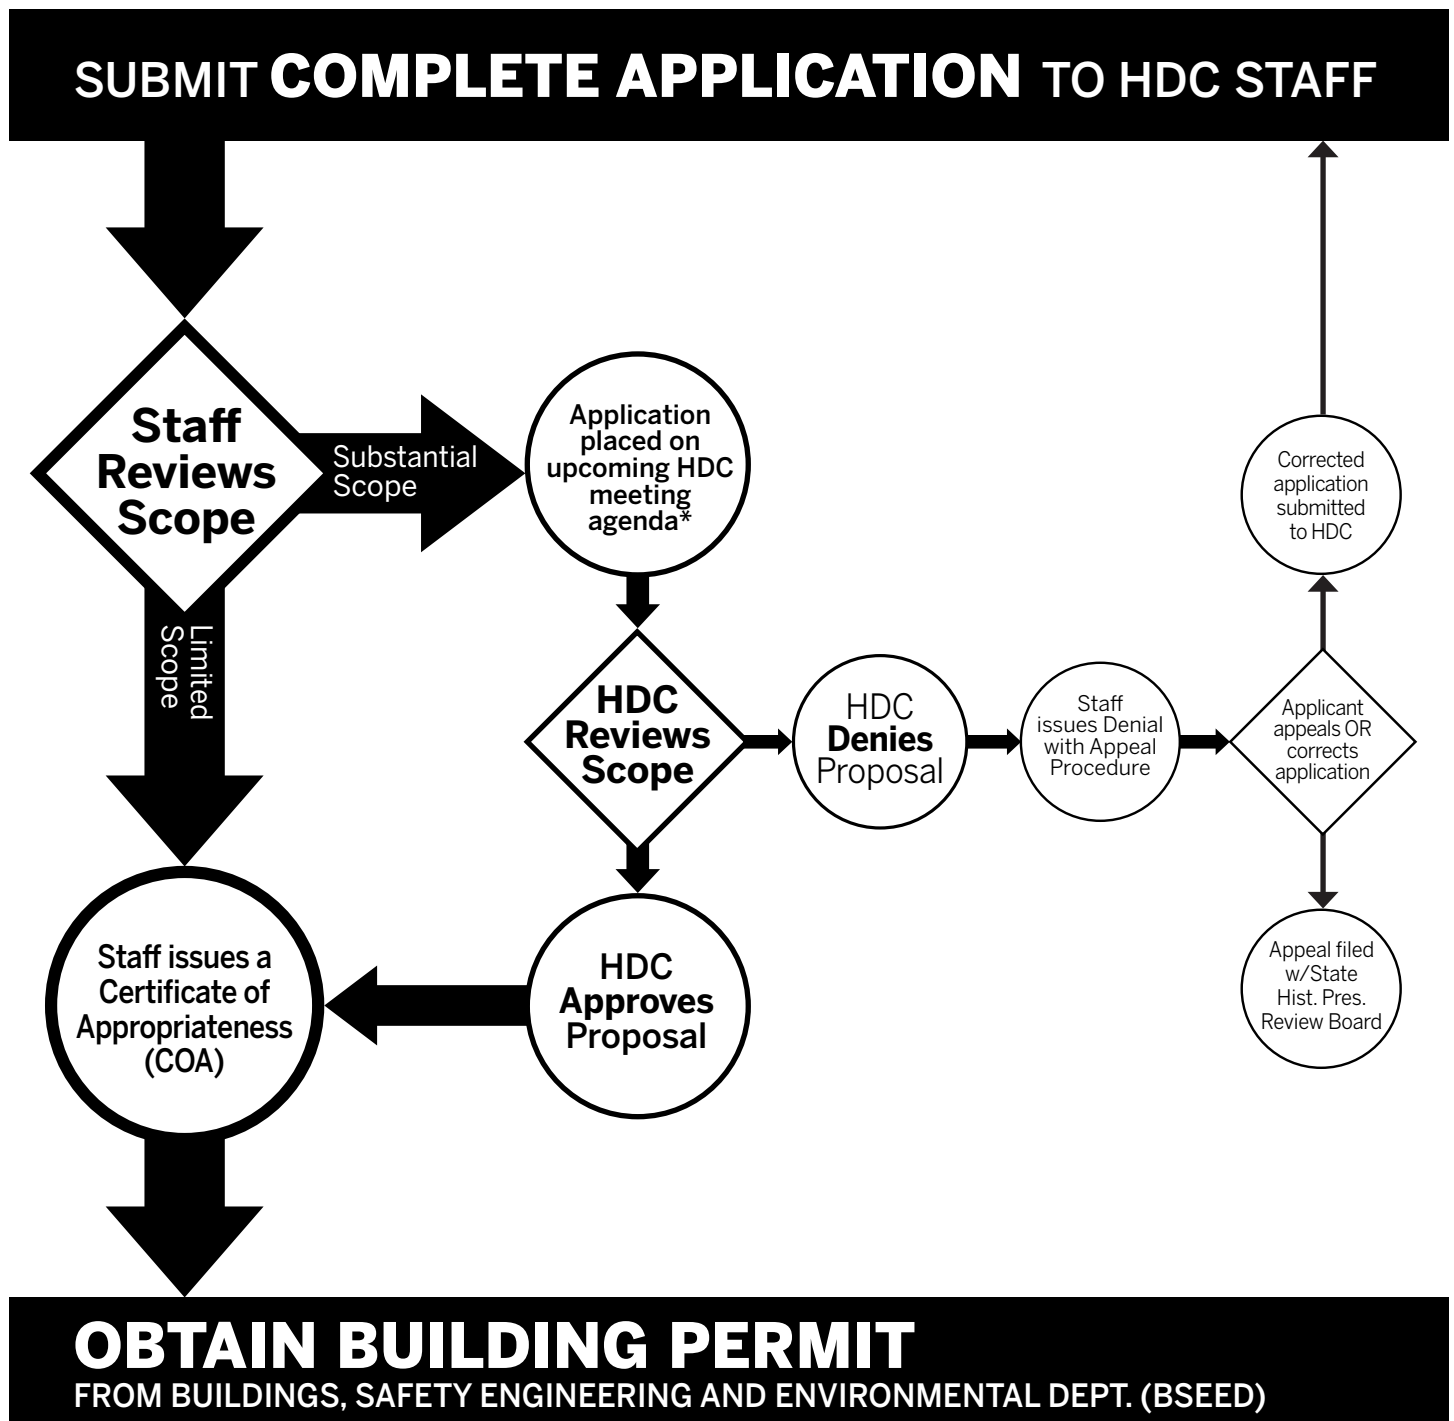 SUBMIT COMPLETE APPLICATION TO HDC STAFF
Staff
Reviews
Scope
Substantial
Scope
Application
placed on
upcoming HDC
meeting
agenda*
Corrected
application
submitted
to HDC
Limited
Scope
HDC
Reviews
Scope
HDC
Denies
Proposal
Staff
issues Denial
with Appeal
Procedure
Applicant
appeals OR
corrects
application
Staff issues a
Certificate of
Appropriateness
(COA)
HDC
Approves
Proposal
Appeal filed
w/State
Hist. Pres.
Review Board
OBTAIN BUILDING PERMIT
FROM BUILDINGS, SAFETY ENGINEERING AND ENVIRONMENTAL DEPT. (BSEED)